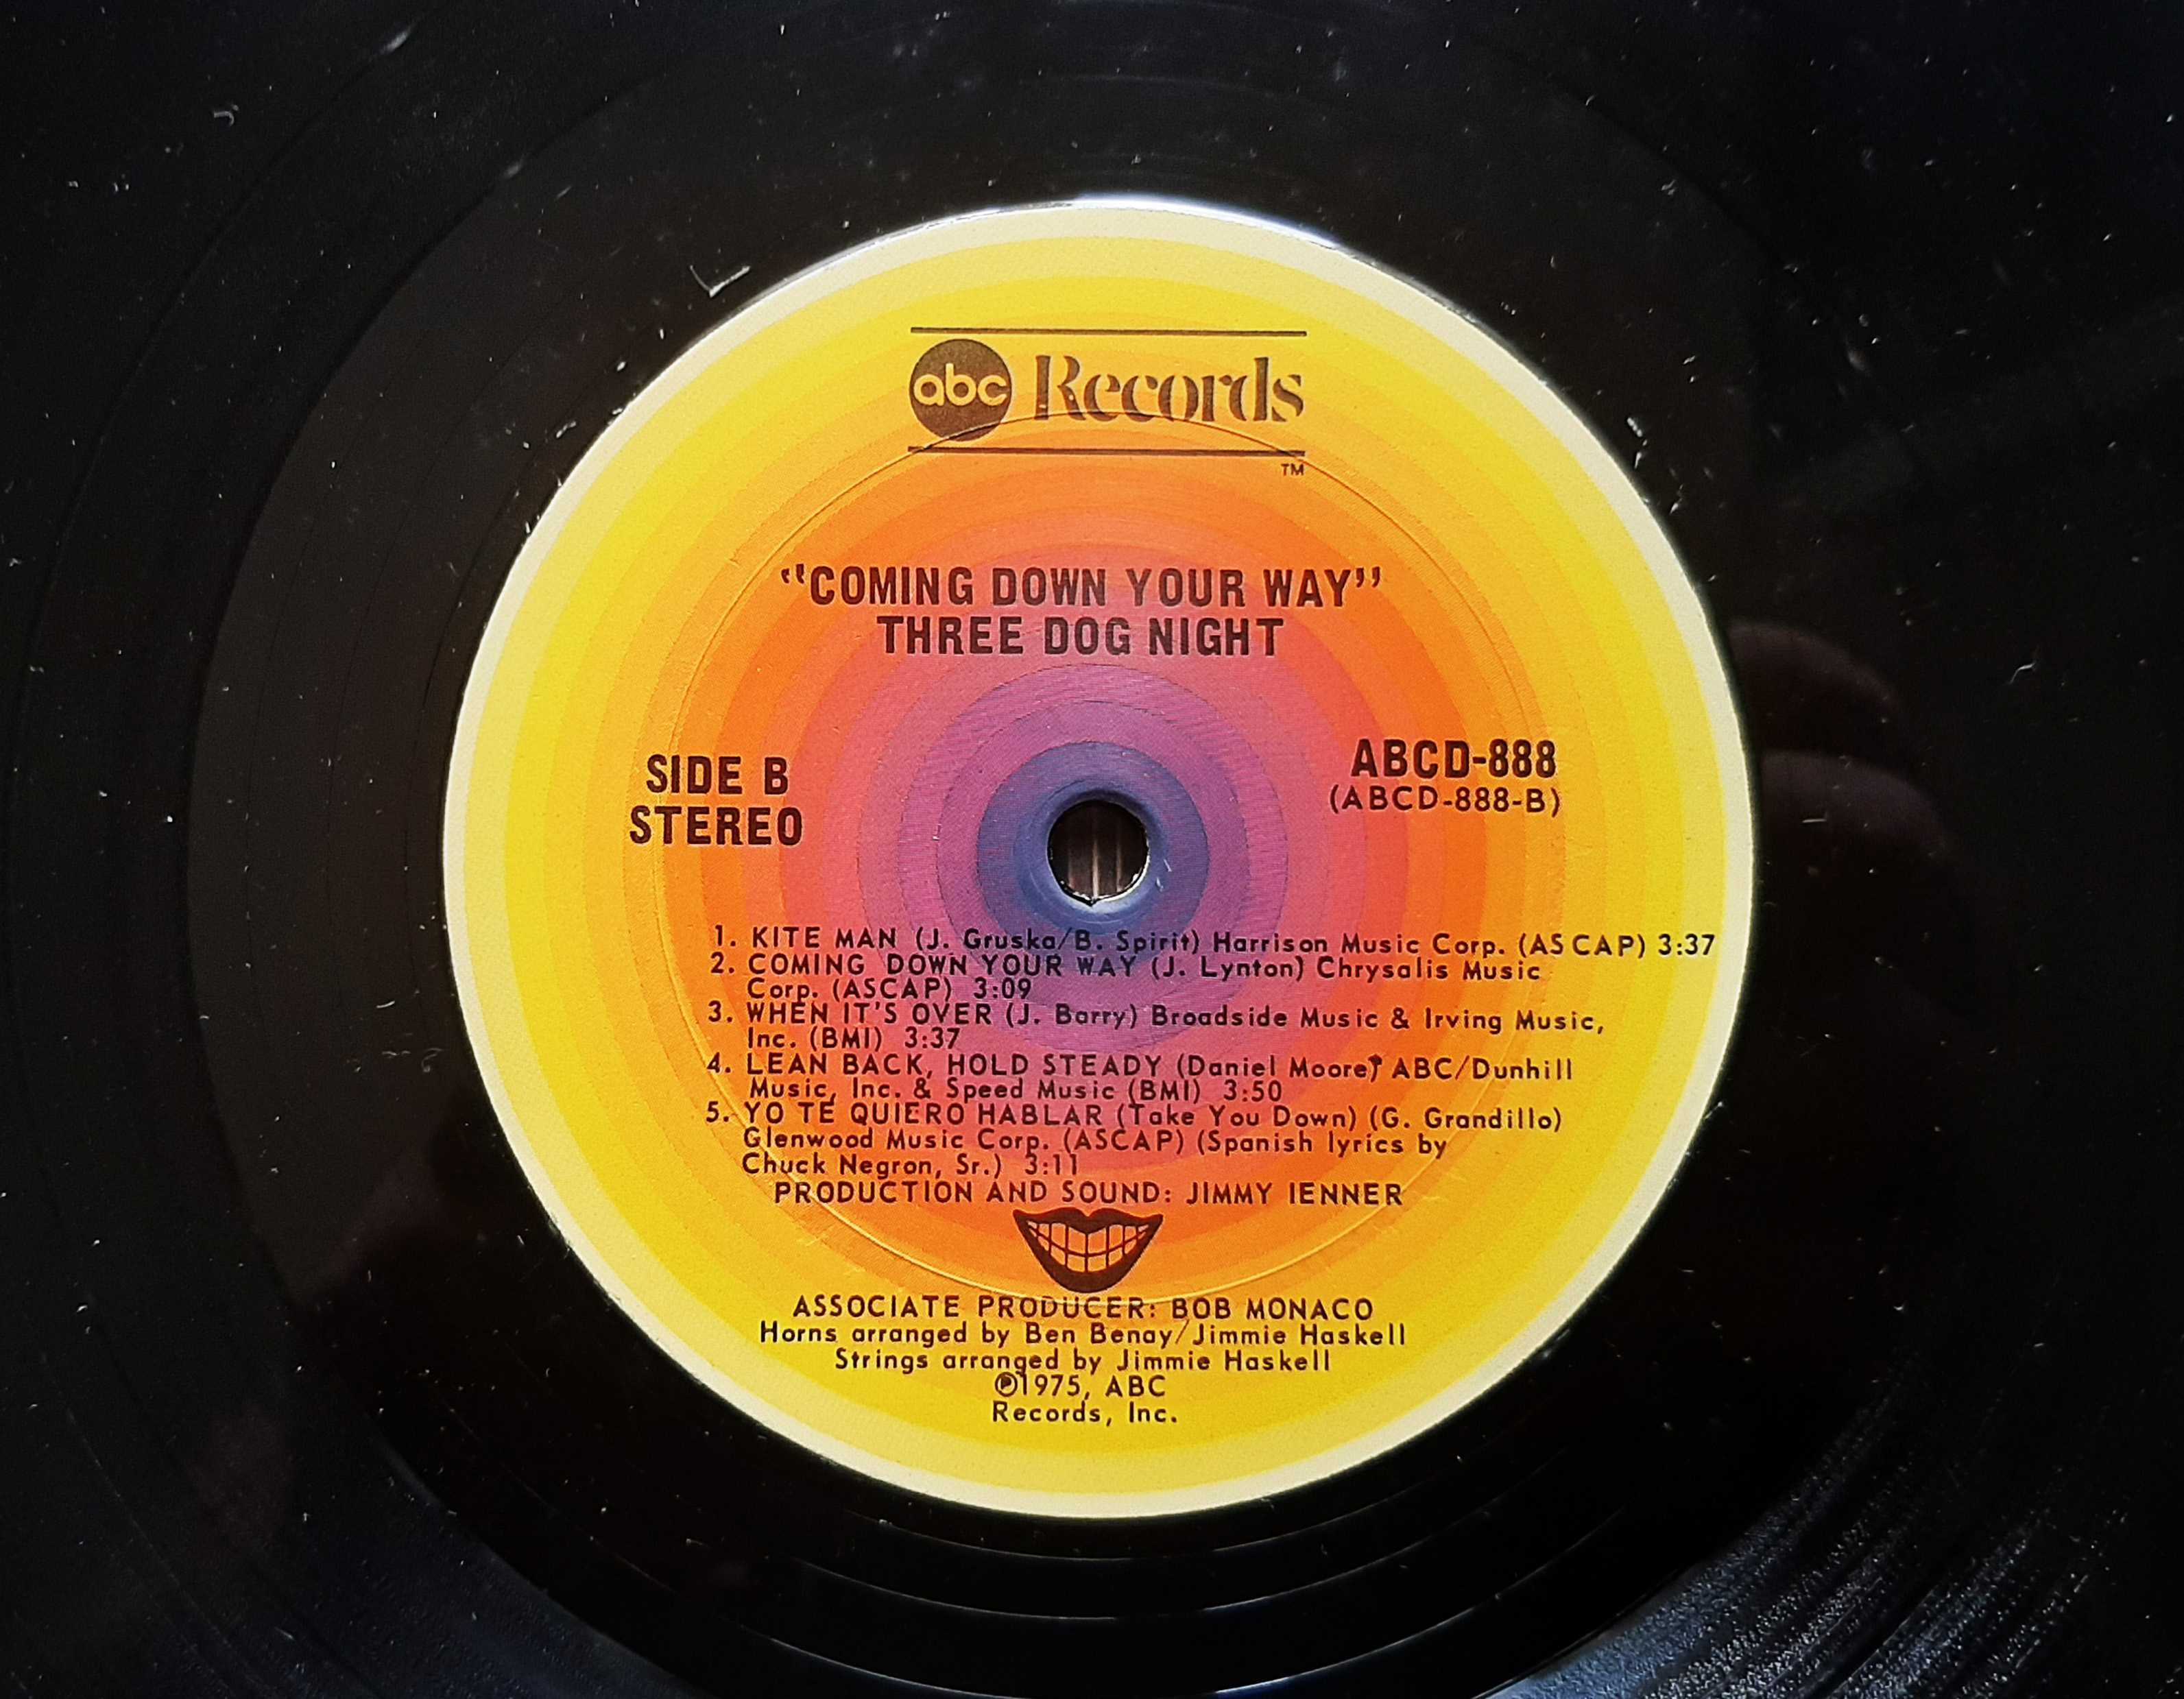 abc Records
TM
"COMING DOWN YOUR WAY"
THREE DOG NIGHT
SIDE B
STEREO
ABCD-888
(ABCD-888-B)
1. KITE MAN (J. Gruska/B. Spirit) Harrison Music Corp. (ASCAP) 3:37
2. COMING DOWN YOUR WAY (J. Lynton) Chrysalis Music
Corp. (ASCAP) 3:09
3. WHEN IT'S OVER (J. Barry) Broadside Music & Irving Music,
Inc. (BMI) 3:37
4. LEAN BACK, HOLD STEADY (Daniel Moore) ABC/Dunhill
Music, Inc. & Speed Music (BMI) 3:50
5. YO TE QUIERO HABLAR (Take You Down) (G. Grandillo)
Glenwood Music Corp. (ASCAP) (Spanish lyrics by
Chuck Negron, Sr.) 3:11
PRODUCTION AND SOUND: JIMMY IENNER
ASSOCIATE PRODUCER: BOB MONACO
Horns arranged by Ben Benay/Jimmie Haskell
Strings arranged by Jimmie Haskell
℗1975, ABC
Records, Inc.